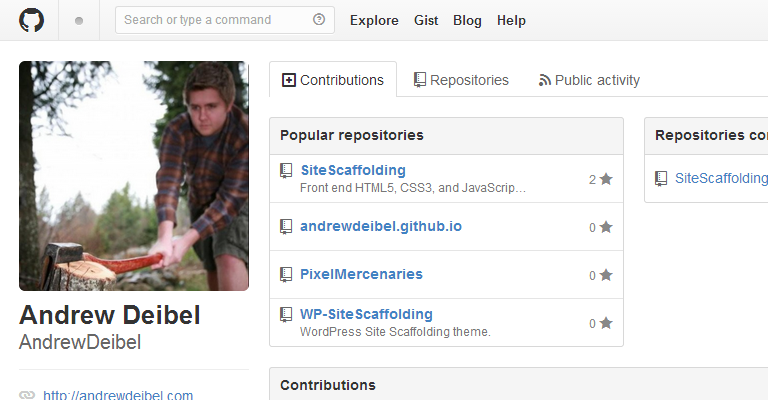 Search or type a command
Explore Gist Blog Help
Contributions Repositories Public activity
Popular repositories
SiteScaffolding
Front end HTML5, CSS3, and JavaScrip…
2
andrewdeibel.github.io
0
PixelMercenaries
0
WP-SiteScaffolding
WordPress Site Scaffolding theme.
0
Repositories co
SiteScaffolding
Andrew Deibel
AndrewDeibel
http://andrewdeibel.com
Contributions